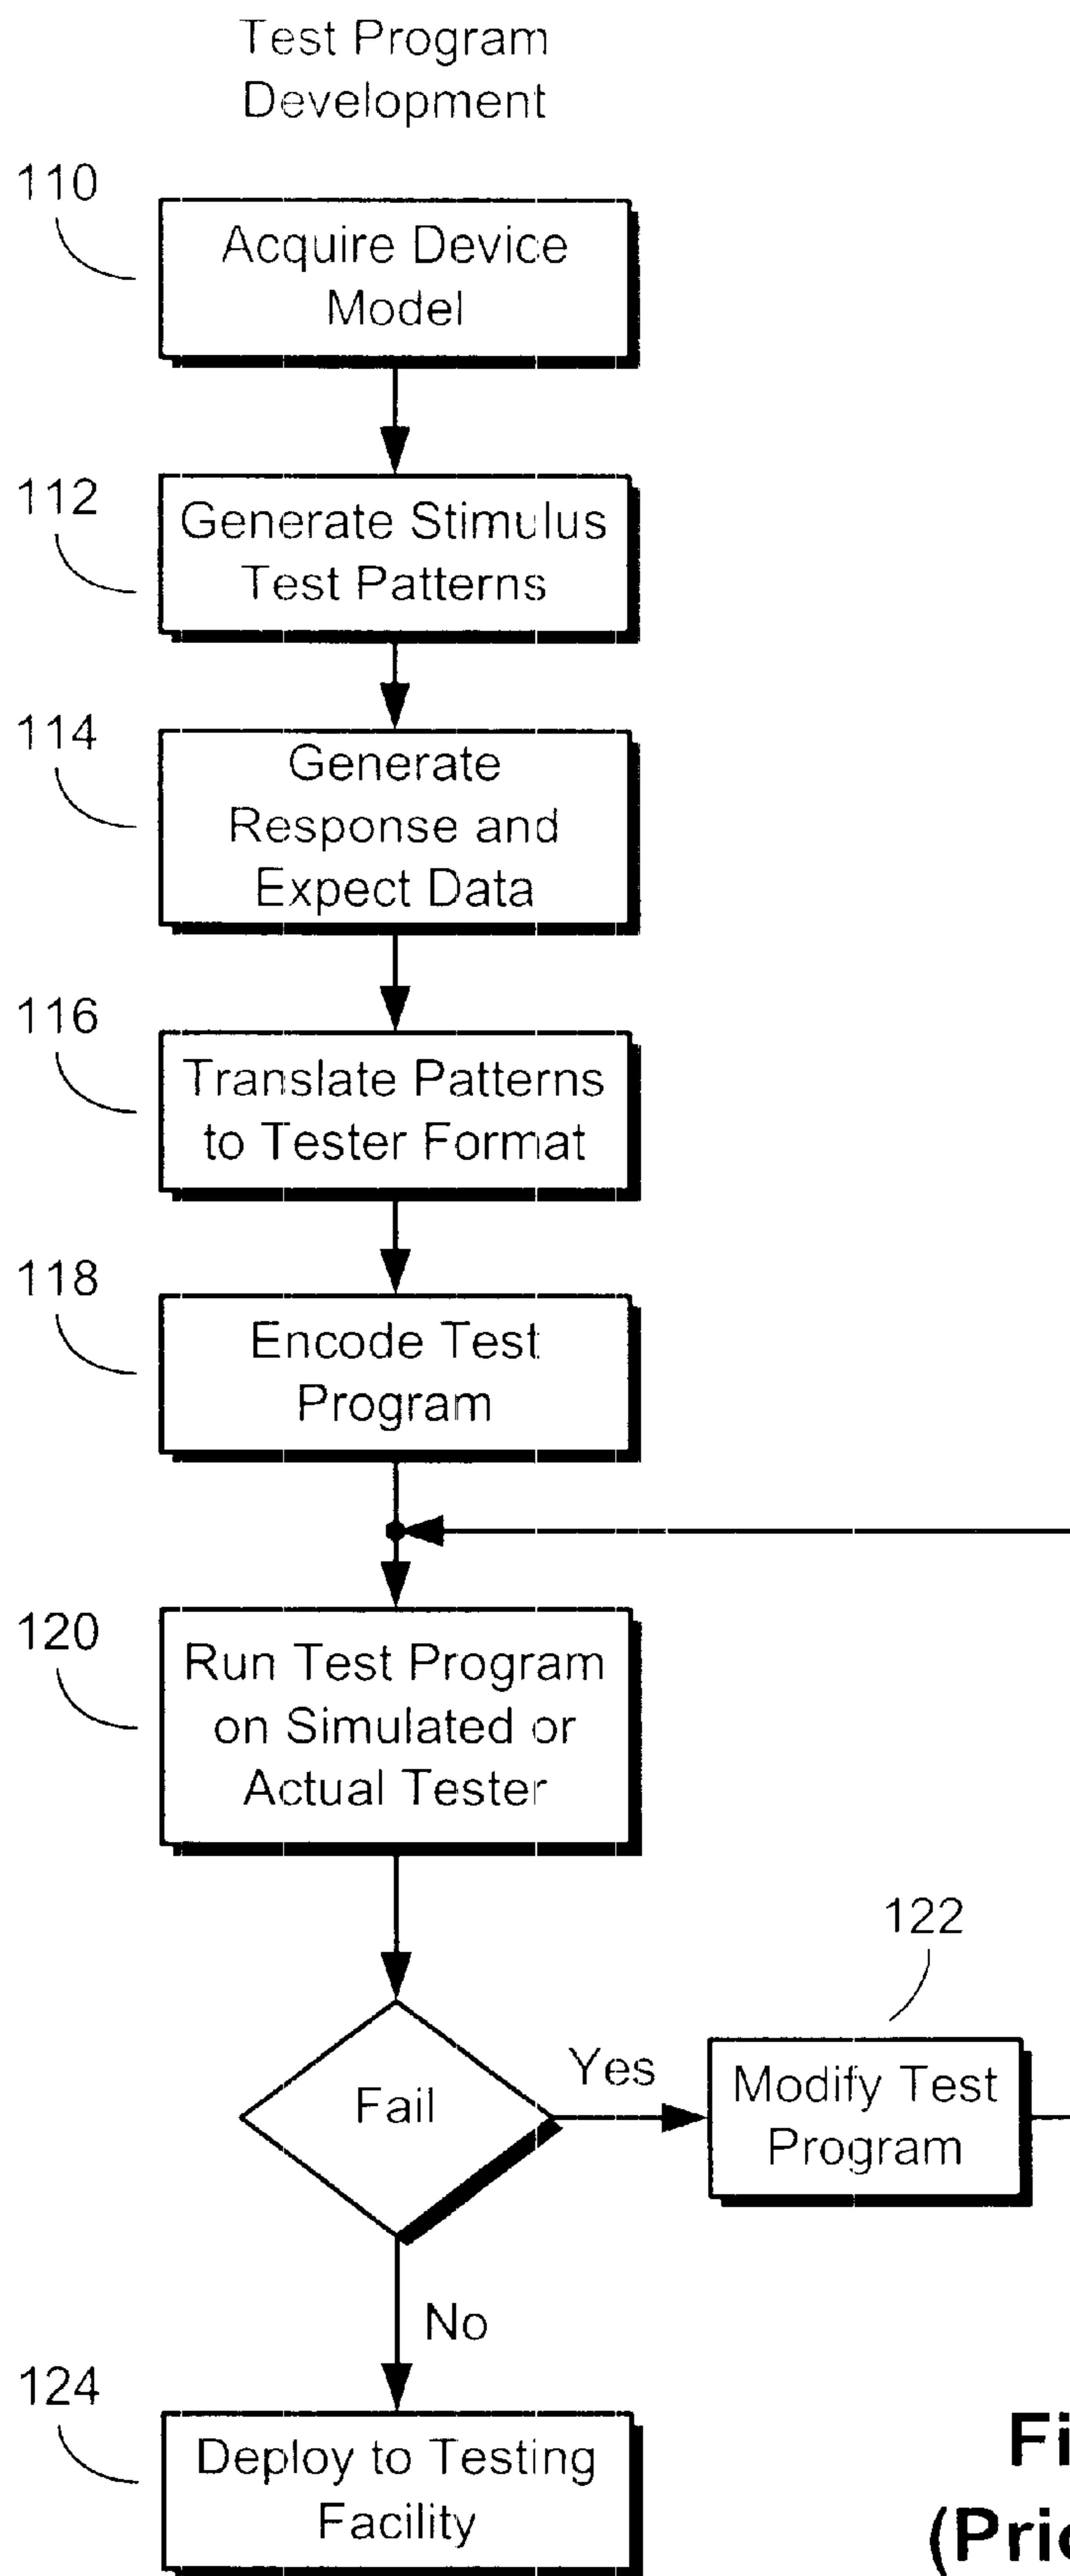 Test Program
Development
110
Acquire Device
Model
112
Generate Stimulus
Test Patterns
114
Generate
Response and
Expect Data
116
Translate Patterns
to Tester Format
118
Encode Test
Program
120
Run Test Program
on Simulated or
Actual Tester
122
Fail
Yes
Modify Test
Program
No
124
Deploy to Testing
Facility